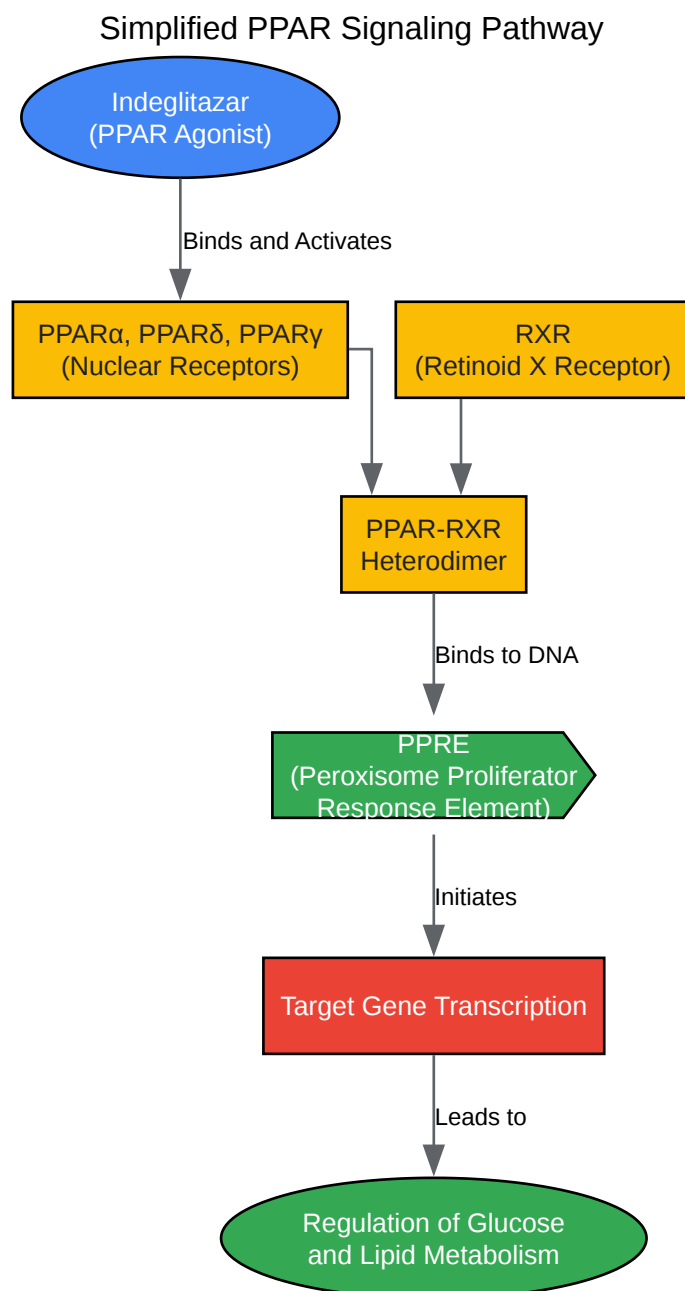 Simplified PPAR Signaling Pathway
Indeglitazar
(PPAR Agonist)
Binds and Activates
PPARα, PPARδ, PPARγ
(Nuclear Receptors)
RXR
(Retinoid X Receptor)
PPAR-RXR
Heterodimer
Binds to DNA
PPRE
(Peroxisome Proliferator
Response Element)
Initiates
Target Gene Transcription
Leads to
Regulation of Glucose
and Lipid Metabolism